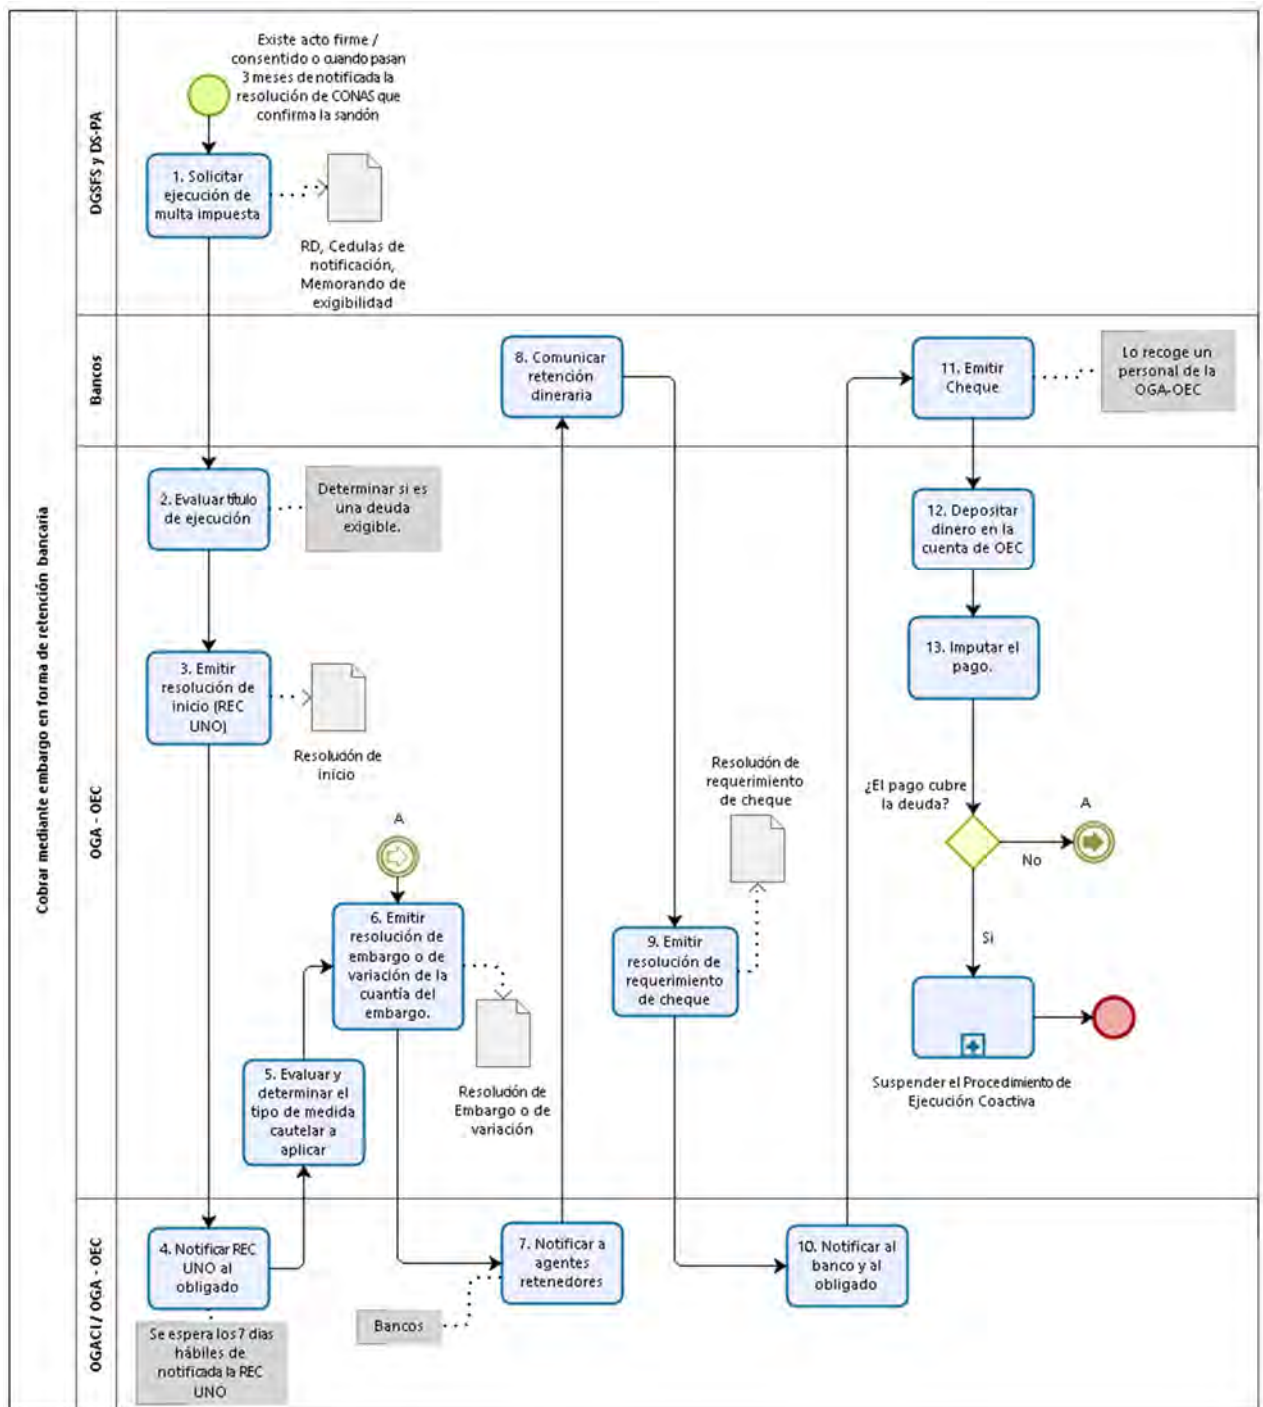 Cobrar mediante embargo en forma de retención bancaria
DGSFS y DS-PA
Existe acto firme /
consentido o cuando pasan
3 meses de notificada la
resolución de CONAS que
confirma la sanción
1. Solicitar
ejecución de
multa impuesta
RD, Cedulas de
notificación,
Memorando de
exigibilidad
Bancos
8. Comunicar
retención
dineraria
11. Emitir
Cheque
Lo recoge un
personal de la
OGA-OEC
OGA - OEC
2. Evaluar título
de ejecución
Determinar si es
una deuda
exigible.
12. Depositar
dinero en la
cuenta de OEC
3. Emitir
resolución de
inicio (REC
UNO)
Resolución de
inicio
13. Imputar el
pago.
Resolución de
requerimiento
de cheque
¿El pago cubre
la deuda?
A
No
Si
A
6. Emitir
resolución de
embargo o de
variación de la
cuantía del
embargo.
9. Emitir
resolución de
requerimiento
de cheque
5. Evaluar y
determinar el
tipo de medida
cautelar a
aplicar
Resolución de
Embargo o de
variación
Suspender el Procedimiento de
Ejecución Coactiva
OGACI / OGA - OEC
4. Notificar REC
UNO al
obligado
7. Notificar a
agentes
retenedores
10. Notificar al
banco y al
obligado
Bancos
Se espera los 7 días
hábiles de
notificada la REC
UNO